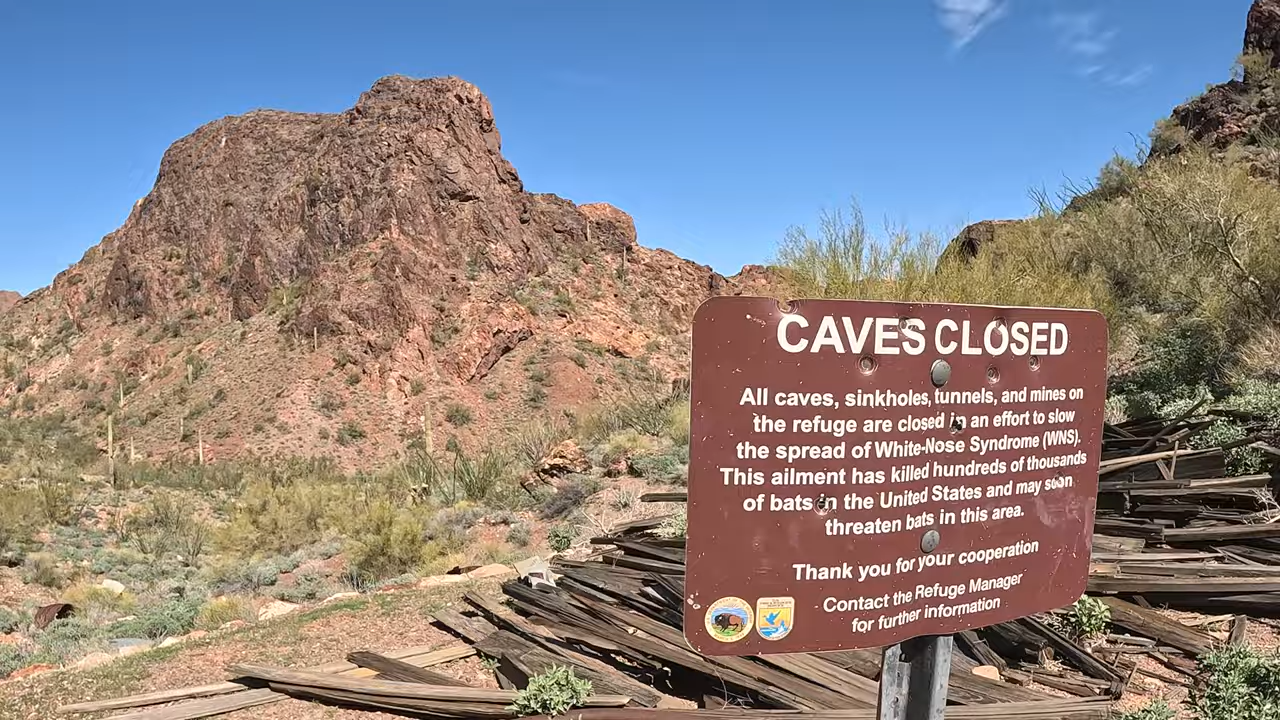 CAVES CLOSED
All caves, sinkholes, tunnels, and mines on
the refuge are closed in an effort to slow
the spread of White-Nose Syndrome (WNS).
This ailment has killed hundreds of thousands
of bats in the United States and may soon
threaten bats in this area.
Thank you for your cooperation
Contact the Refuge Manager
for further information